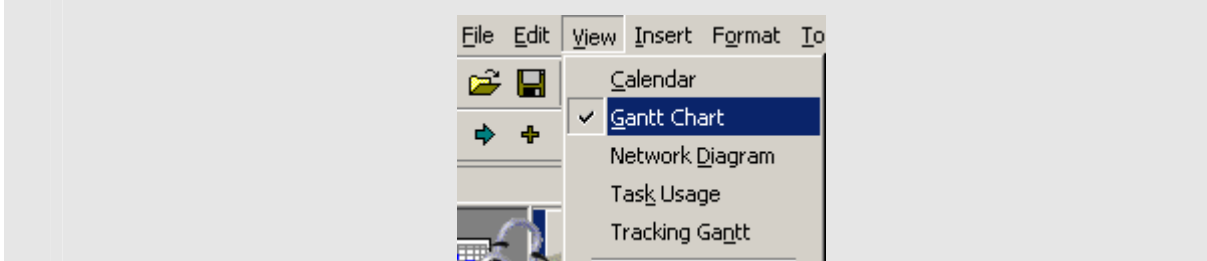 File Edit View Insert Format To
Calendar
Gantt Chart
Network Diagram
Task Usage
Tracking Gantt